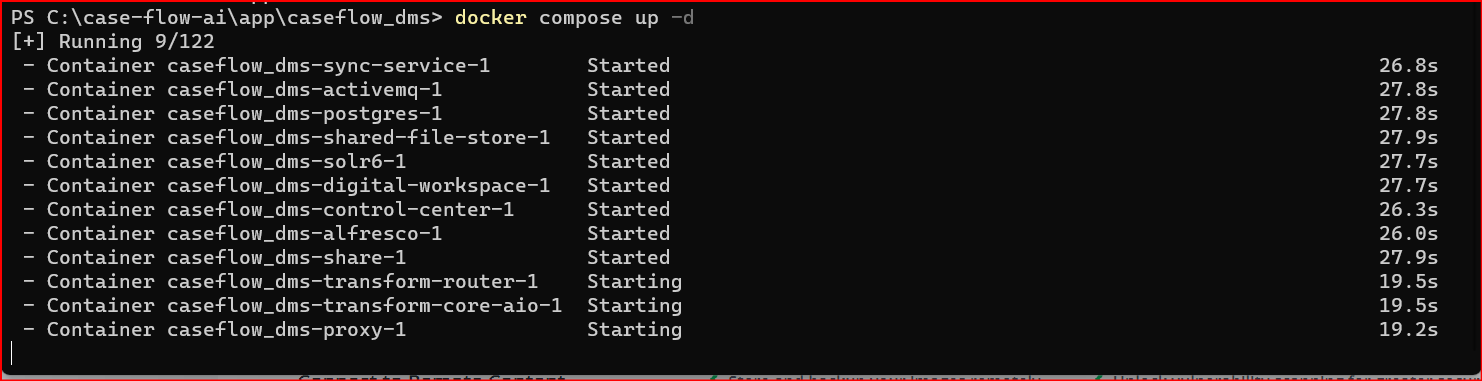 PS C:\case-flow-ai\app\caseflow_dms> docker compose up -d
[+] Running 9/122
- Container caseflow_dms-sync-service-1 Started 26.8s
- Container caseflow_dms-activemq-1 Started 27.8s
- Container caseflow_dms-postgres-1 Started 27.8s
- Container caseflow_dms-shared-file-store-1 Started 27.9s
- Container caseflow_dms-solr6-1 Started 27.7s
- Container caseflow_dms-digital-workspace-1 Started 27.7s
- Container caseflow_dms-control-center-1 Started 26.3s
- Container caseflow_dms-alfresco-1 Started 26.0s
- Container caseflow_dms-share-1 Started 27.9s
- Container caseflow_dms-transform-router-1 Starting 19.5s
- Container caseflow_dms-transform-core-aio-1 Starting 19.5s
- Container caseflow_dms-proxy-1 Starting 19.2s